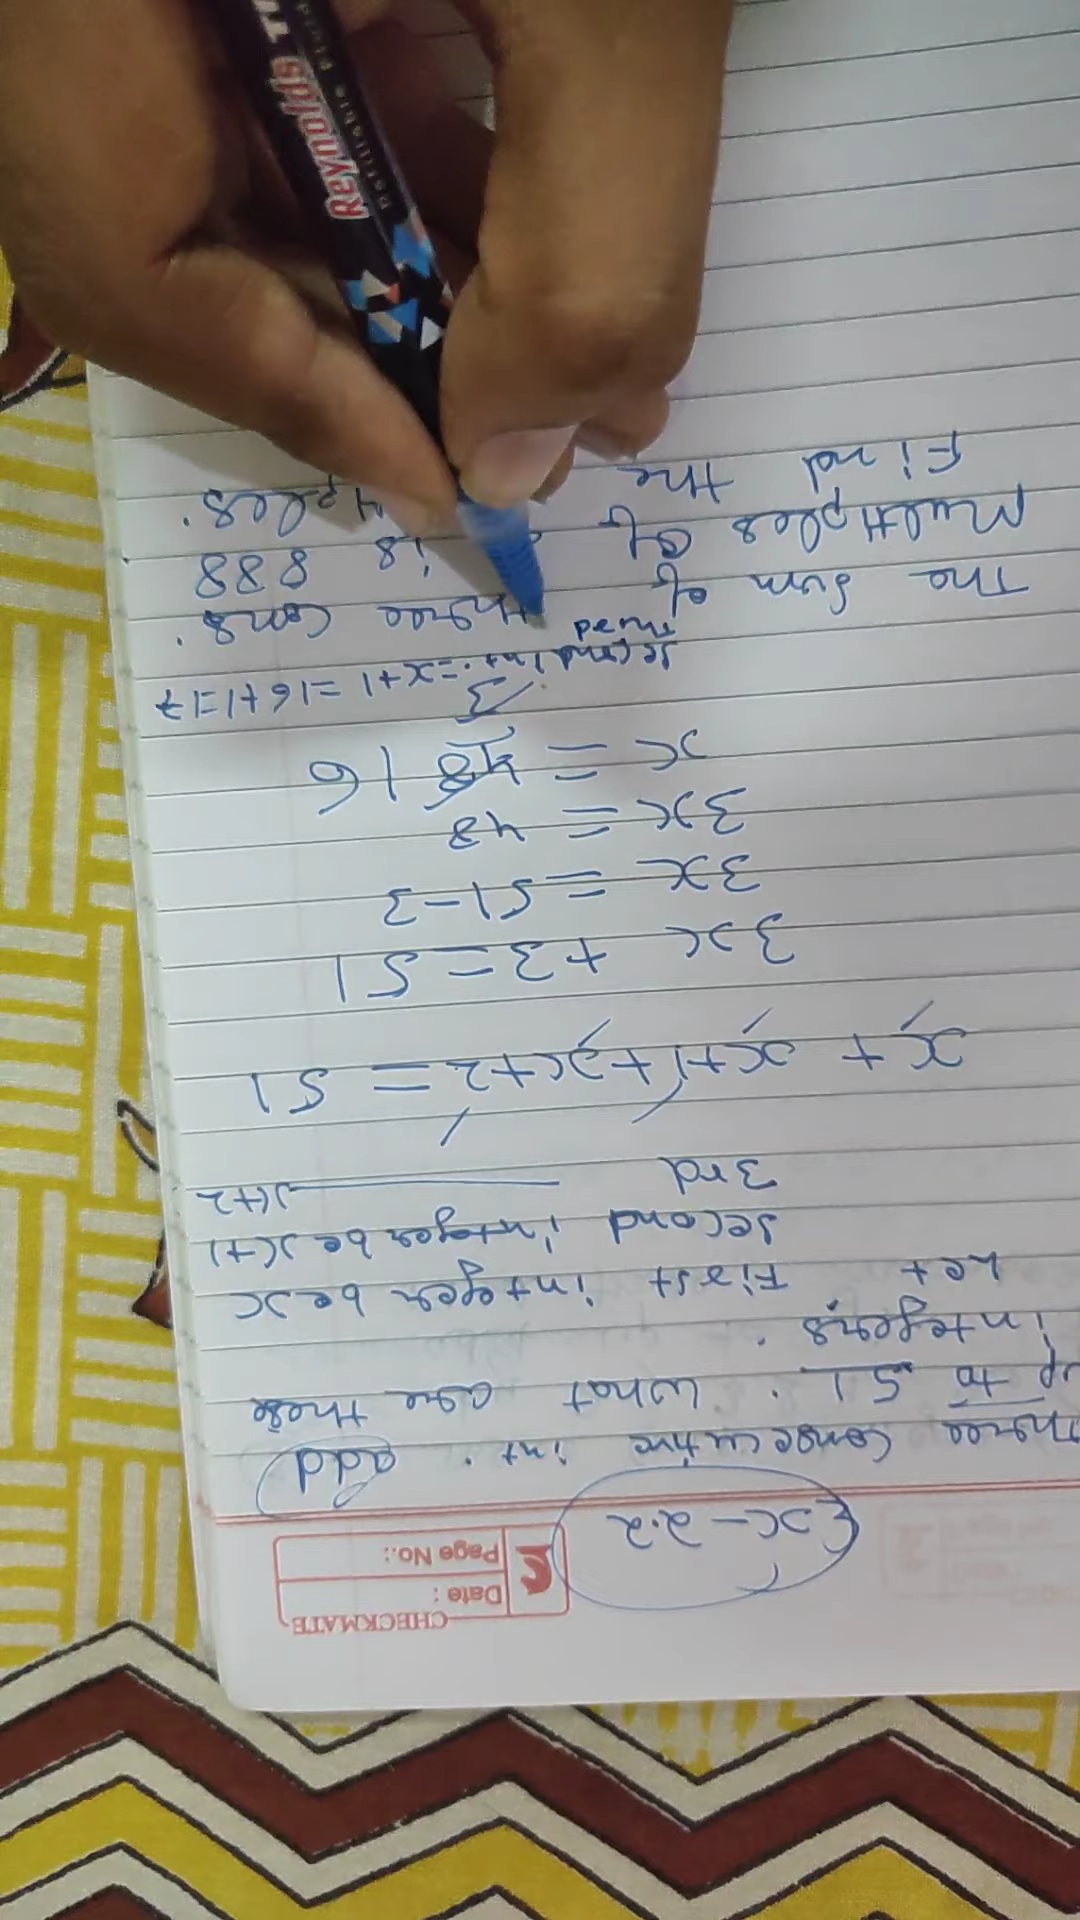 CHECKMATE
Date :
Page No.:
Ex-2.2
Three consecutive int. add
up to 51. What are these
integers.
Let First integer be x
Second integer be x+1
3rd x+2
x + x+1 + x+2 = 51
3x + 3 = 51
3x = 51-3
3x = 48
x = 48 16
3
Second int. = x+1 = 16+1=17
Third
The Sum of three cons.
Multiples of is 888
Find the
Reynolds